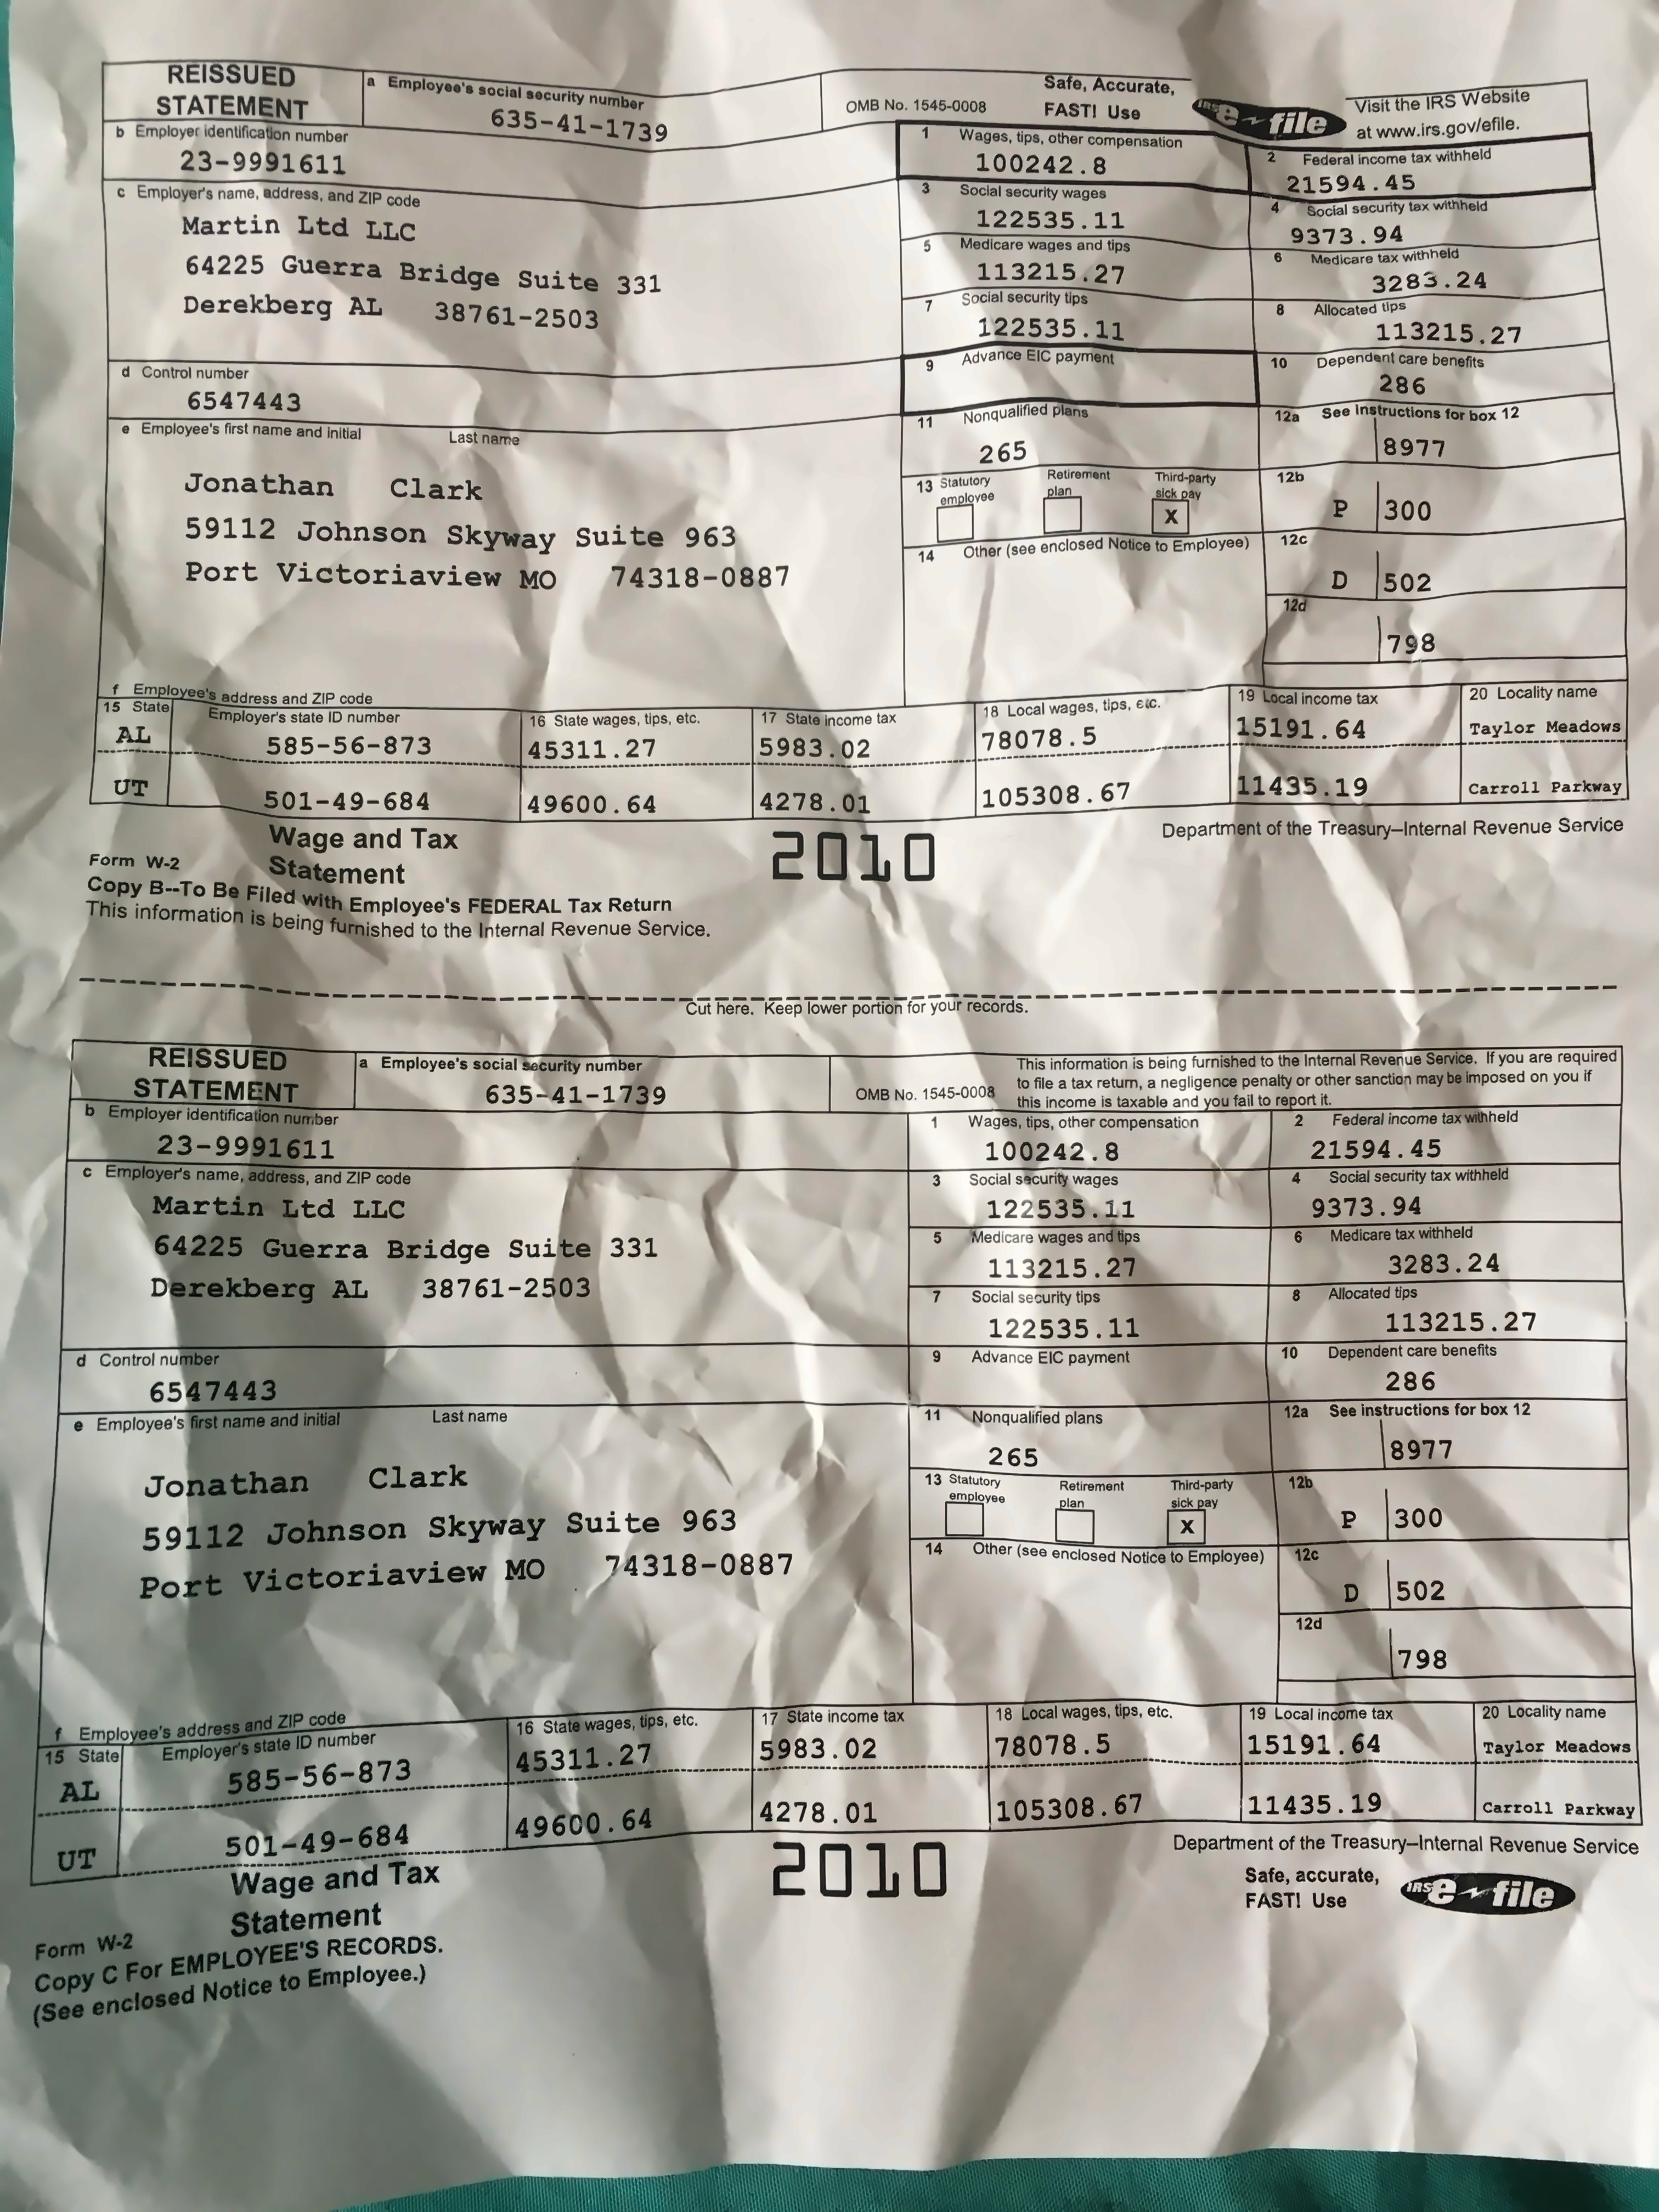 REISSUED STATEMENT
a Employee's social security number
635-41-1739
OMB No. 1545-0008
Safe, Accurate, FAST! Use
IRS e-file
Visit the IRS Website at www.irs.gov/efile.
b Employer identification number
23-9991611
1 Wages, tips, other compensation
100242.8
2 Federal income tax withheld
21594.45
c Employer's name, address, and ZIP code
Martin Ltd LLC
64225 Guerra Bridge Suite 331
Derekberg AL 38761-2503
3 Social security wages
122535.11
4 Social security tax withheld
9373.94
5 Medicare wages and tips
113215.27
6 Medicare tax withheld
3283.24
7 Social security tips
122535.11
8 Allocated tips
113215.27
d Control number
6547443
9 Advance EIC payment
10 Dependent care benefits
286
e Employee's first name and initial Last name
Jonathan Clark
59112 Johnson Skyway Suite 963
Port Victoriaview MO 74318-0887
11 Nonqualified plans
265
12a See instructions for box 12
8977
13 Statutory employee
Retirement plan
Third-party sick pay
X
12b
P 300
14 Other (see enclosed Notice to Employee)
12c
D 502
12d
798
f Employee's address and ZIP code
15 State Employer's state ID number
16 State wages, tips, etc.
17 State income tax
18 Local wages, tips, etc.
19 Local income tax
20 Locality name
AL 585-56-873 45311.27 5983.02 78078.5 15191.64 Taylor Meadows
UT 501-49-684 49600.64 4278.01 105308.67 11435.19 Carroll Parkway
Form W-2
Wage and Tax Statement
2010
Department of the Treasury–Internal Revenue Service
Copy B--To Be Filed with Employee's FEDERAL Tax Return
This information is being furnished to the Internal Revenue Service.
Cut here. Keep lower portion for your records.
REISSUED STATEMENT
a Employee's social security number
635-41-1739
OMB No. 1545-0008
This information is being furnished to the Internal Revenue Service. If you are required
to file a tax return, a negligence penalty or other sanction may be imposed on you if
this income is taxable and you fail to report it.
b Employer identification number
23-9991611
1 Wages, tips, other compensation
100242.8
2 Federal income tax withheld
21594.45
c Employer's name, address, and ZIP code
Martin Ltd LLC
64225 Guerra Bridge Suite 331
Derekberg AL 38761-2503
3 Social security wages
122535.11
4 Social security tax withheld
9373.94
5 Medicare wages and tips
113215.27
6 Medicare tax withheld
3283.24
7 Social security tips
122535.11
8 Allocated tips
113215.27
d Control number
6547443
9 Advance EIC payment
10 Dependent care benefits
286
e Employee's first name and initial Last name
Jonathan Clark
59112 Johnson Skyway Suite 963
Port Victoriaview MO 74318-0887
11 Nonqualified plans
265
12a See instructions for box 12
8977
13 Statutory employee
Retirement plan
Third-party sick pay
X
12b
P 300
14 Other (see enclosed Notice to Employee)
12c
D 502
12d
798
f Employee's address and ZIP code
15 State Employer's state ID number
16 State wages, tips, etc.
17 State income tax
18 Local wages, tips, etc.
19 Local income tax
20 Locality name
AL 585-56-873 45311.27 5983.02 78078.5 15191.64 Taylor Meadows
UT 501-49-684 49600.64 4278.01 105308.67 11435.19 Carroll Parkway
Form W-2
Wage and Tax Statement
2010
Department of the Treasury–Internal Revenue Service
Safe, accurate, FAST! Use
IRS e-file
Copy C For EMPLOYEE'S RECORDS.
(See enclosed Notice to Employee.)